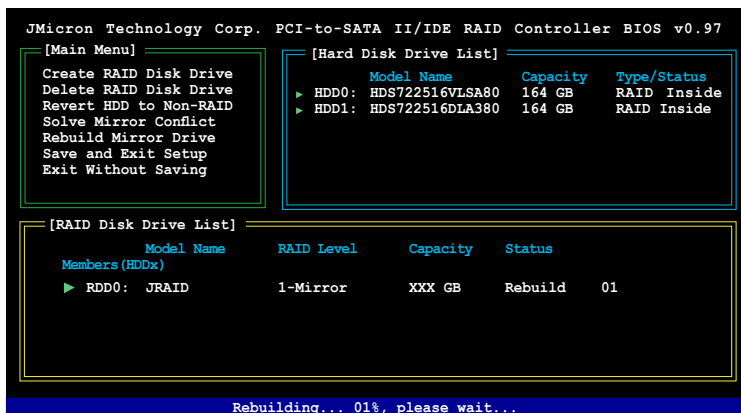 JMicron Technology Corp. PCI-to-SATA II/IDE RAID Controller BIOS v0.97
[Main Menu]
Create RAID Disk Drive
Delete RAID Disk Drive
Revert HDD to Non-RAID
Solve Mirror Conflict
Rebuild Mirror Drive
Save and Exit Setup
Exit Without Saving
[Hard Disk Drive List]
Model Name Capacity Type/Status
HDD0: HDS722516VLSA80 164 GB RAID Inside
HDD1: HDS722516DLA380 164 GB RAID Inside
[RAID Disk Drive List]
Model Name RAID Level Capacity Status
Members(HDDx)
RDD0: JRAID 1-Mirror XXX GB Rebuild 01
Rebuilding... 01%, please wait...